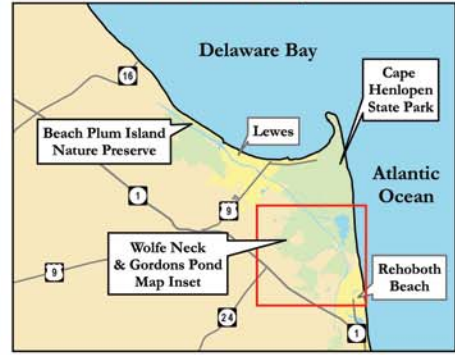 Delaware Bay
16
Cape
Henlopen
State Park
Beach Plum Island
Nature Preserve
Lewes
1
9
Atlantic
Ocean
Wolfe Neck
& Gordons Pond
Map Inset
9
Rehoboth
Beach
24
1